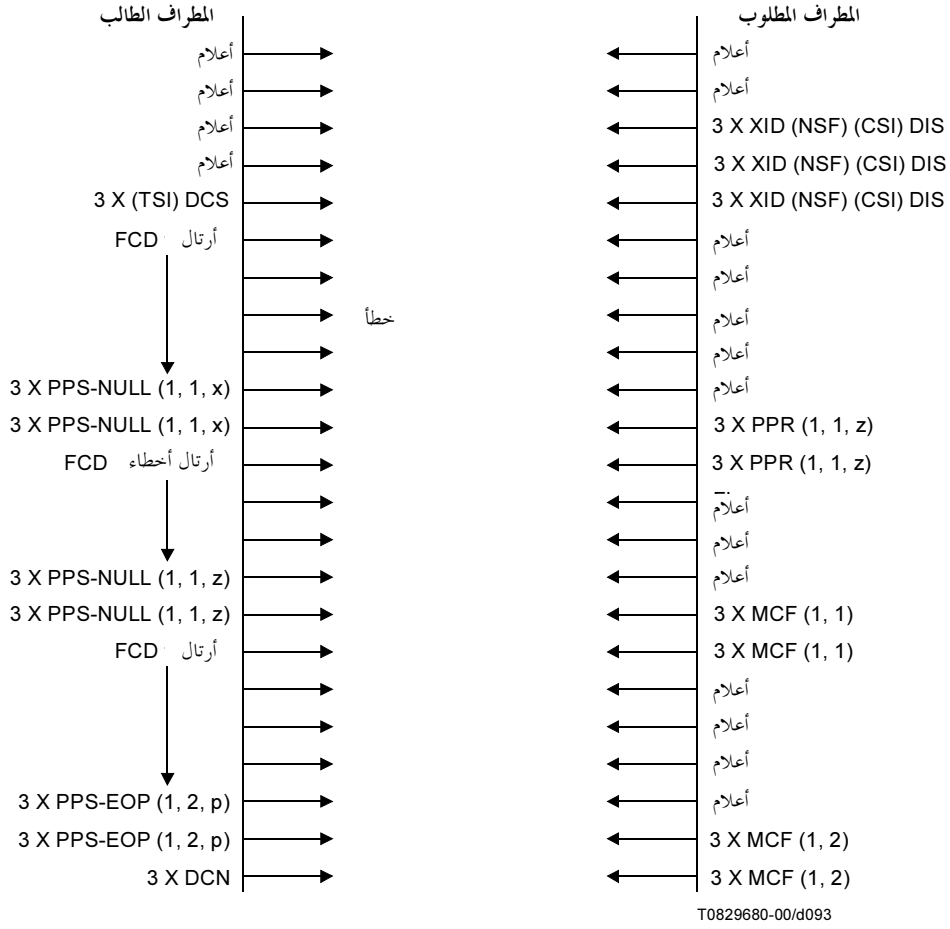 المطراف الطالب
المطراف المطلوب
أعلام
أعلام
أعلام
أعلام
أعلام
3 X XID (NSF) (CSI) DIS
أعلام
3 X XID (NSF) (CSI) DIS
3 X (TSI) DCS
3 X XID (NSF) (CSI) DIS
أرتال FCD
أعلام
أعلام
خطأ
أعلام
أعلام
3 X PPS-NULL (1, 1, x)
أعلام
3 X PPS-NULL (1, 1, x)
3 X PPR (1, 1, z)
أرتال أخطاء FCD
3 X PPR (1, 1, z)
أعلام
أعلام
3 X PPS-NULL (1, 1, z)
أعلام
3 X PPS-NULL (1, 1, z)
3 X MCF (1, 1)
أرتال FCD
3 X MCF (1, 1)
أعلام
أعلام
أعلام
3 X PPS-EOP (1, 2, p)
أعلام
3 X PPS-EOP (1, 2, p)
3 X MCF (1, 2)
3 X DCN
3 X MCF (1, 2)
T0829680-00/d093